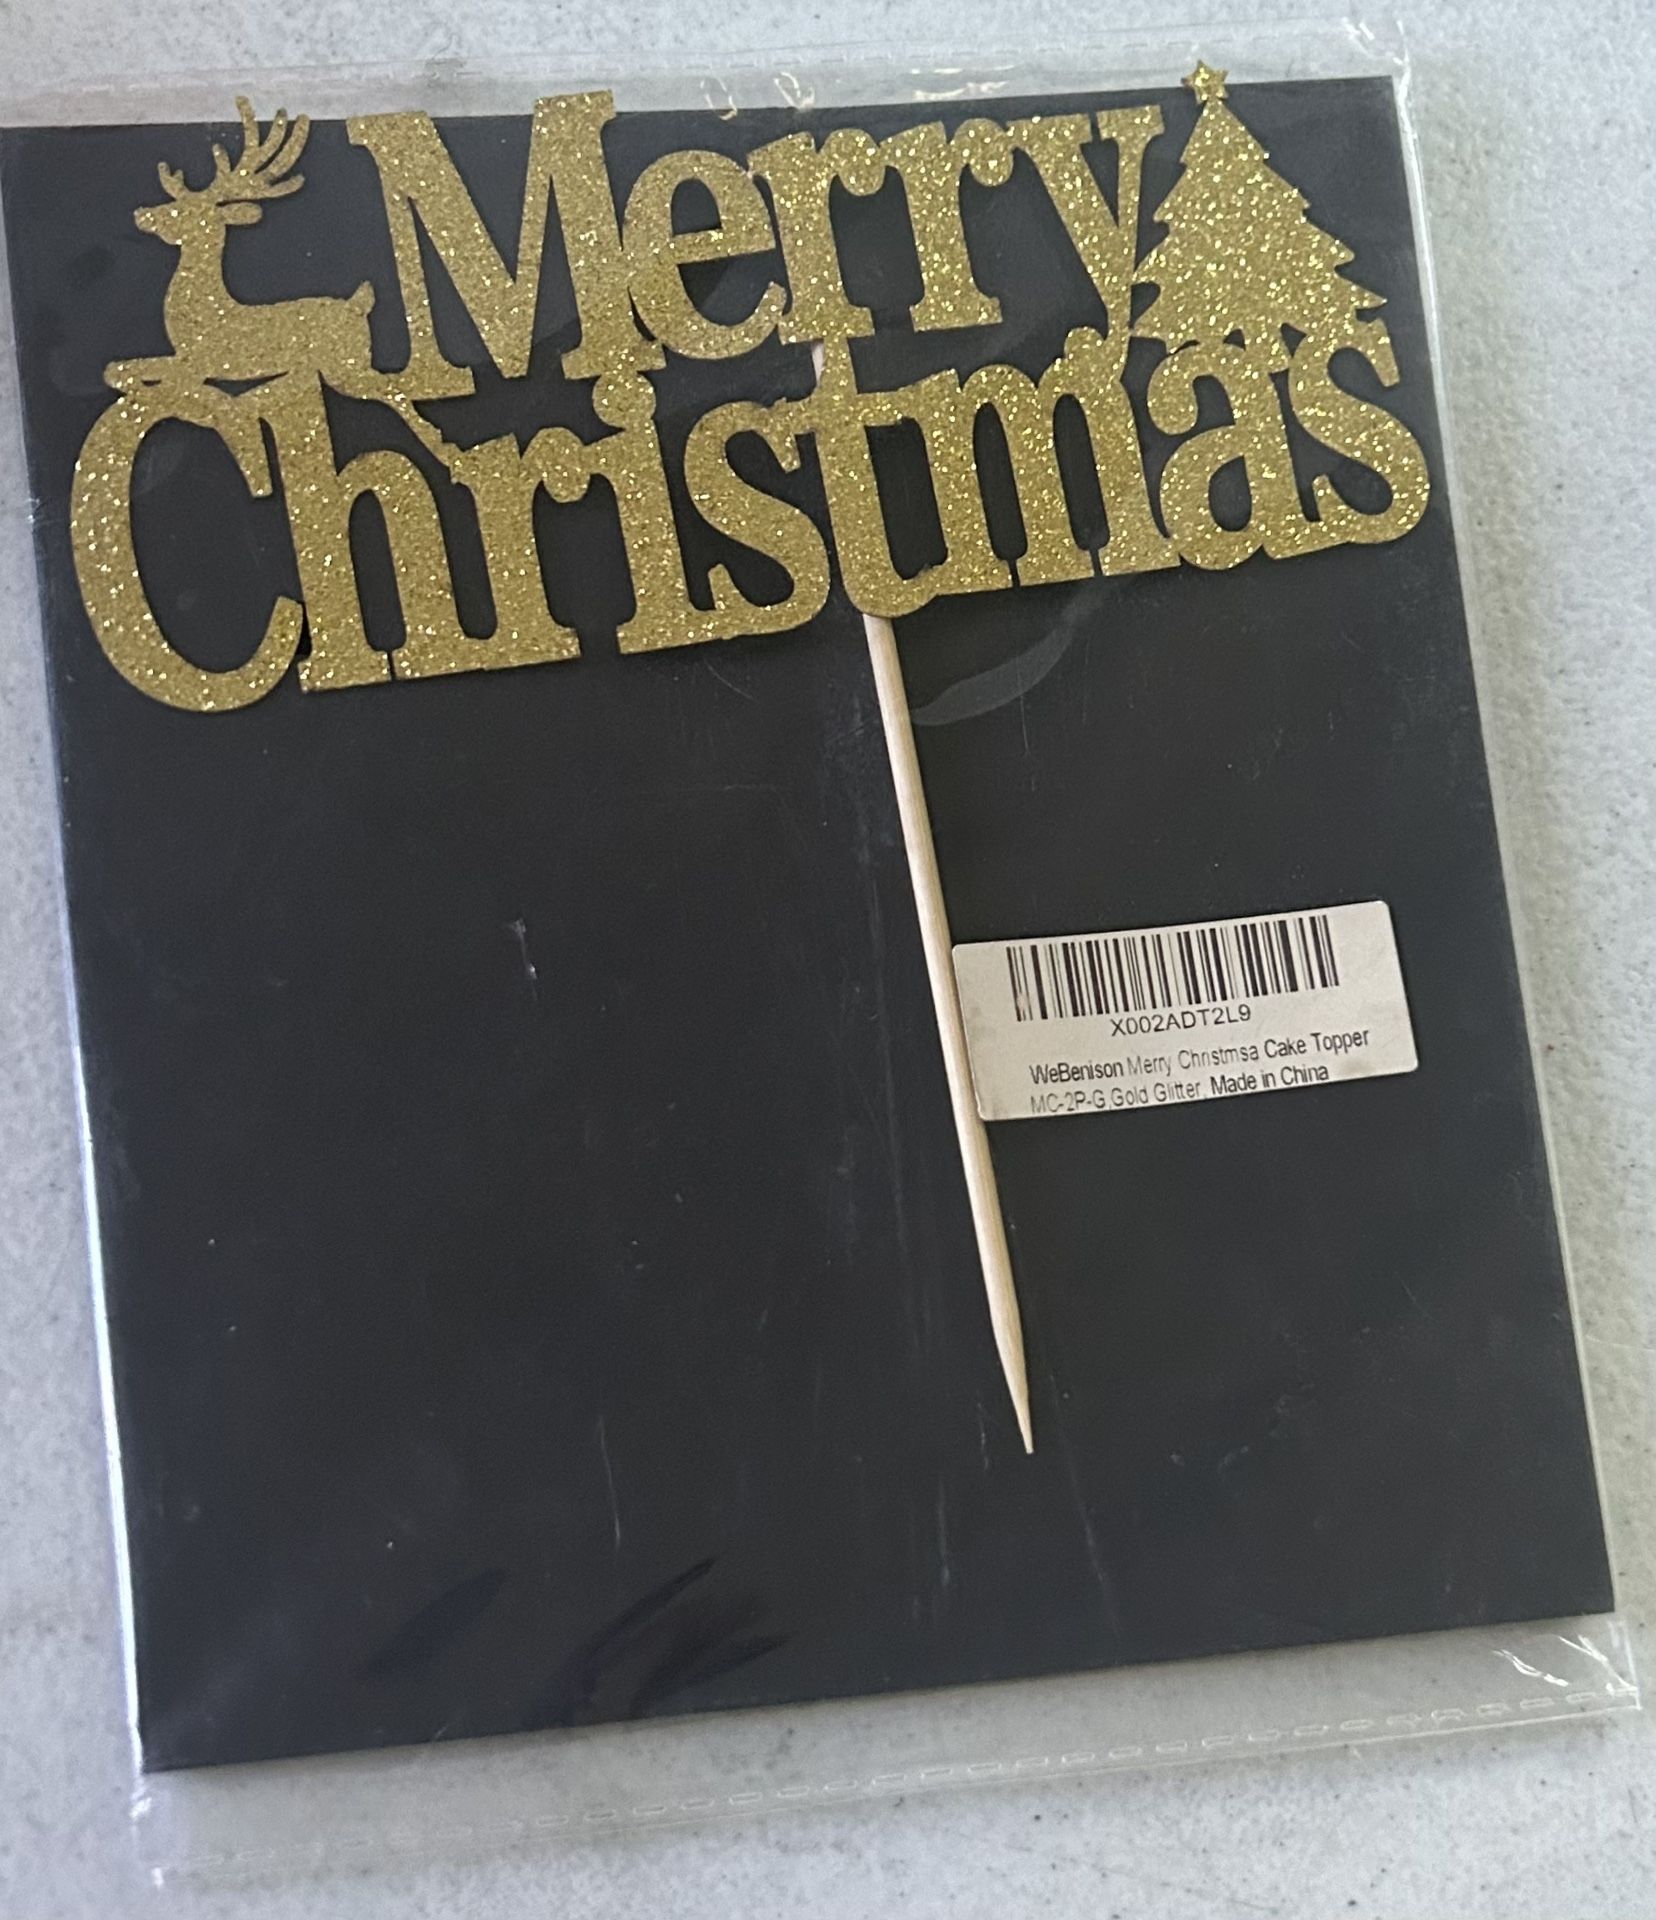 Merry
Christmas
X002ADT2L9
WeBenison Merry Christmsa Cake Topper
MC-2P-G,Gold Glitter, Made in China